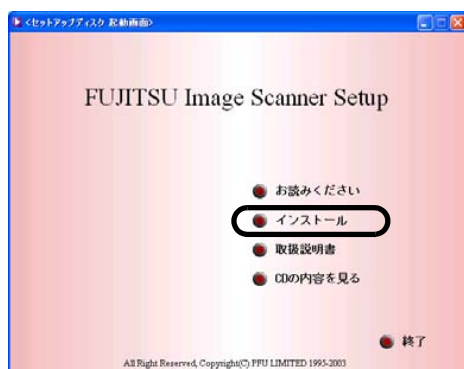 <セットアップディスク 起動画面>
FUJITSU Image Scanner Setup
お読みください
インストール
取扱説明書
CDの内容を見る
終了
All Right Reserved, Copyright(C) PFU LIMITED 1995-2003